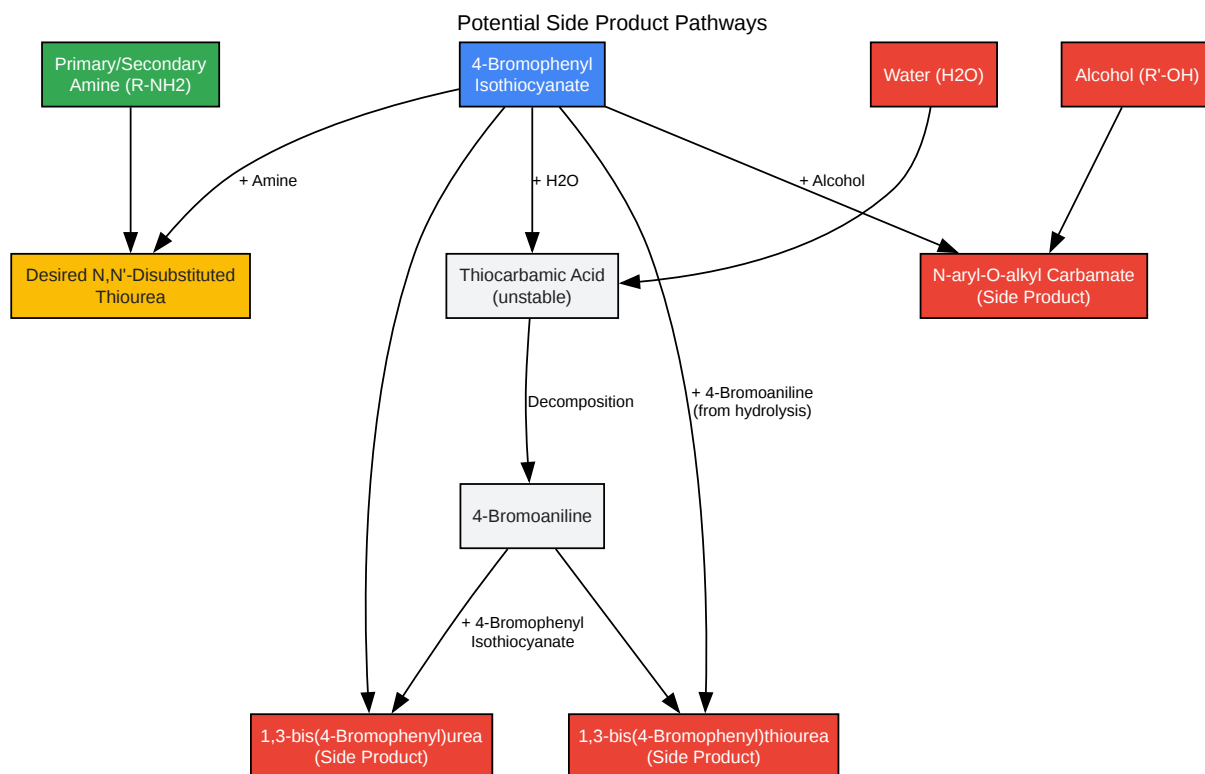 Potential Side Product Pathways
Primary/Secondary
Amine (R-NH2)
4-Bromophenyl
Isothiocyanate
Water (H2O)
Alcohol (R'-OH)
+ Amine
+ H2O
+ Alcohol
Desired N,N'-Disubstituted
Thiourea
Thiocarbamic Acid
(unstable)
N-aryl-O-alkyl Carbamate
(Side Product)
Decomposition
+ 4-Bromoaniline
(from hydrolysis)
4-Bromoaniline
+ 4-Bromophenyl
Isothiocyanate
1,3-bis(4-Bromophenyl)urea
(Side Product)
1,3-bis(4-Bromophenyl)thiourea
(Side Product)